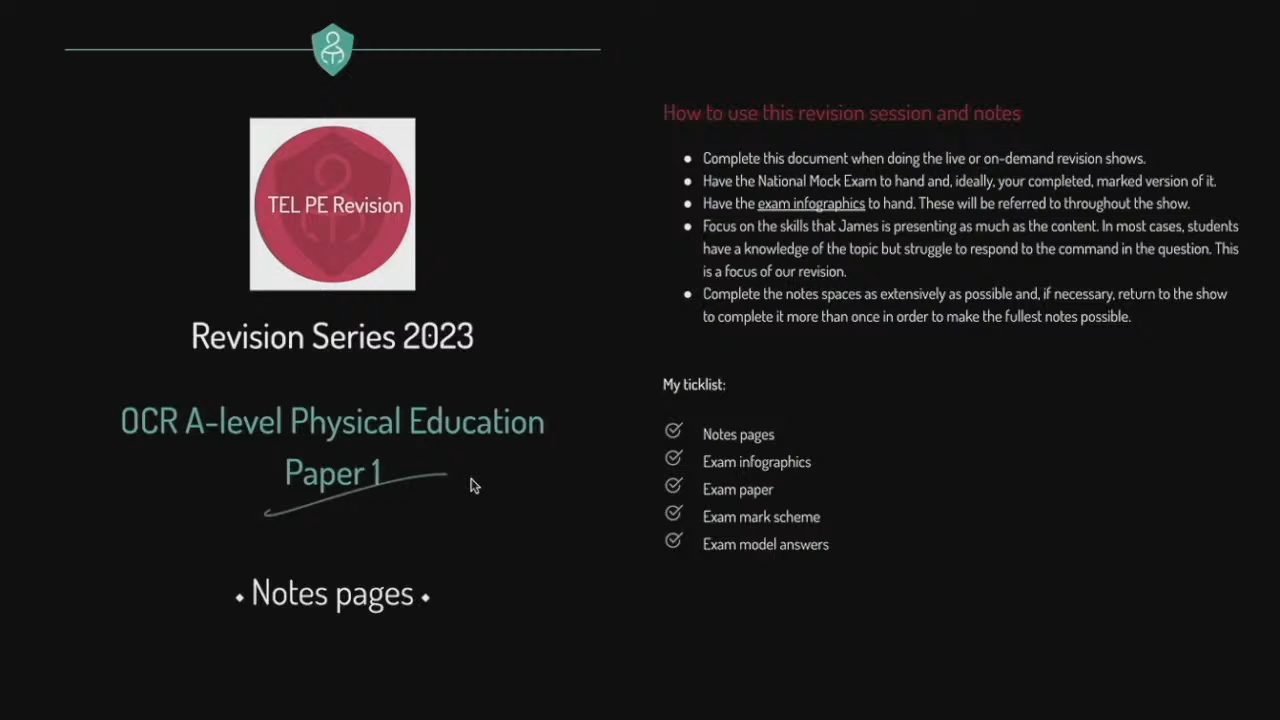 TEL PE Revision
Revision Series 2023
OCR A-level Physical Education
Paper 1
• Notes pages •
How to use this revision session and notes
● Complete this document when doing the live or on-demand revision shows.
● Have the National Mock Exam to hand and, ideally, your completed, marked version of it.
● Have the exam infographics to hand. These will be referred to throughout the show.
● Focus on the skills that James is presenting as much as the content. In most cases, students
have a knowledge of the topic but struggle to respond to the command in the question. This
is a focus of our revision.
● Complete the notes spaces as extensively as possible and, if necessary, return to the show
to complete it more than once in order to make the fullest notes possible.
My ticklist:
Notes pages
Exam infographics
Exam paper
Exam mark scheme
Exam model answers